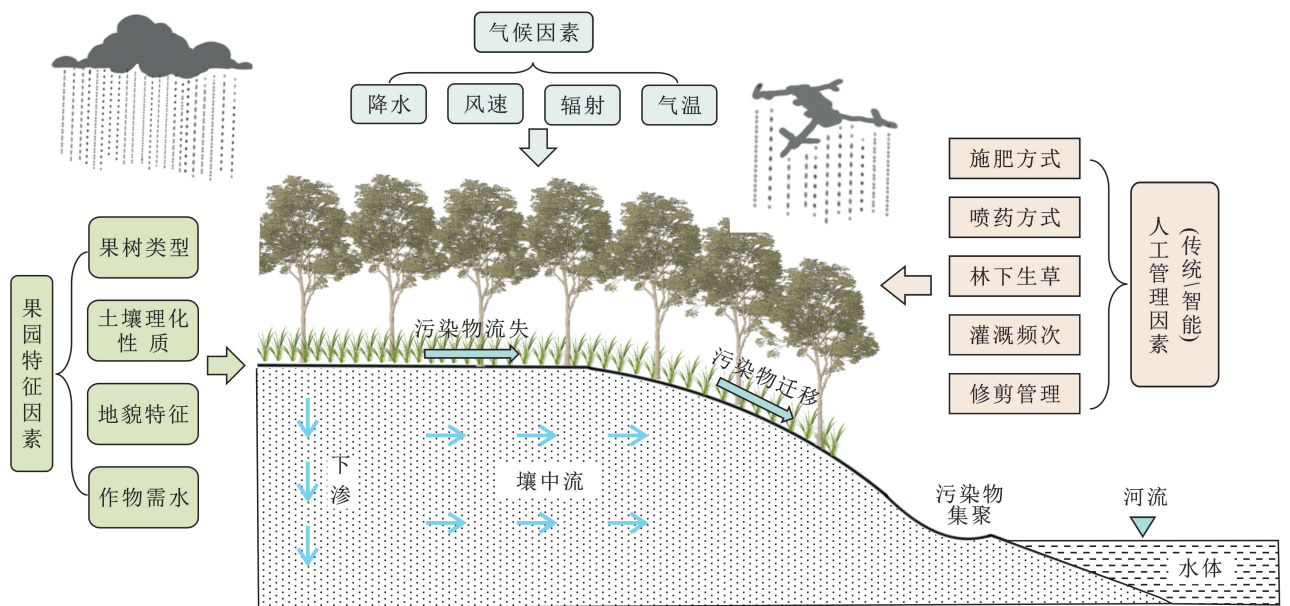 气候因素
降水
风速
辐射
气温
果园特征因素
果树类型
土壤理化
性 质
地貌特征
作物需水
施肥方式
喷药方式
林下生草
灌溉频次
修剪管理
人工管理因素
(传统\智能)
污染物流失
污染物迁移
下渗
壤中流
污染物
集聚
河流
水体